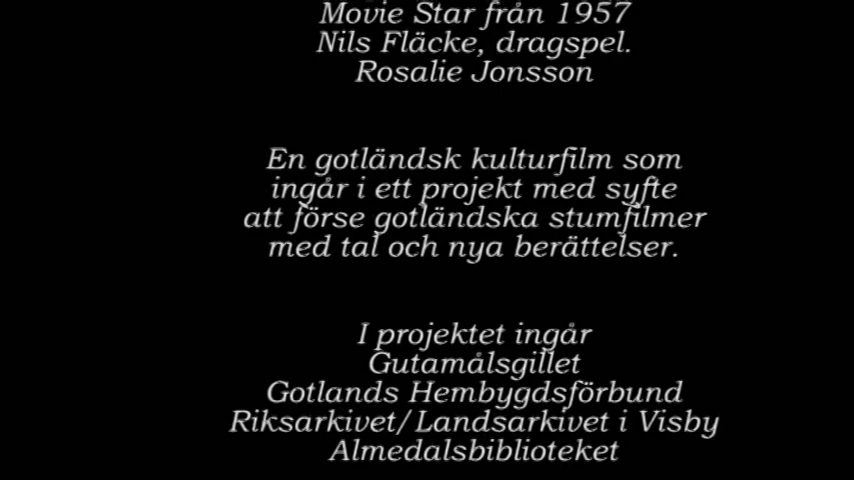 Movie Star från 1957
Nils Fläcke, dragspel.
Rosalie Jonsson
En gotländsk kulturfilm som
ingår i ett projekt med syfte
att förse gotländska stumfilmer
med tal och nya berättelser.
I projektet ingår
Gutamålsgillet
Gotlands Hembygdsförbund
Riksarkivet/Landsarkivet i Visby
Almedalsbiblioteket